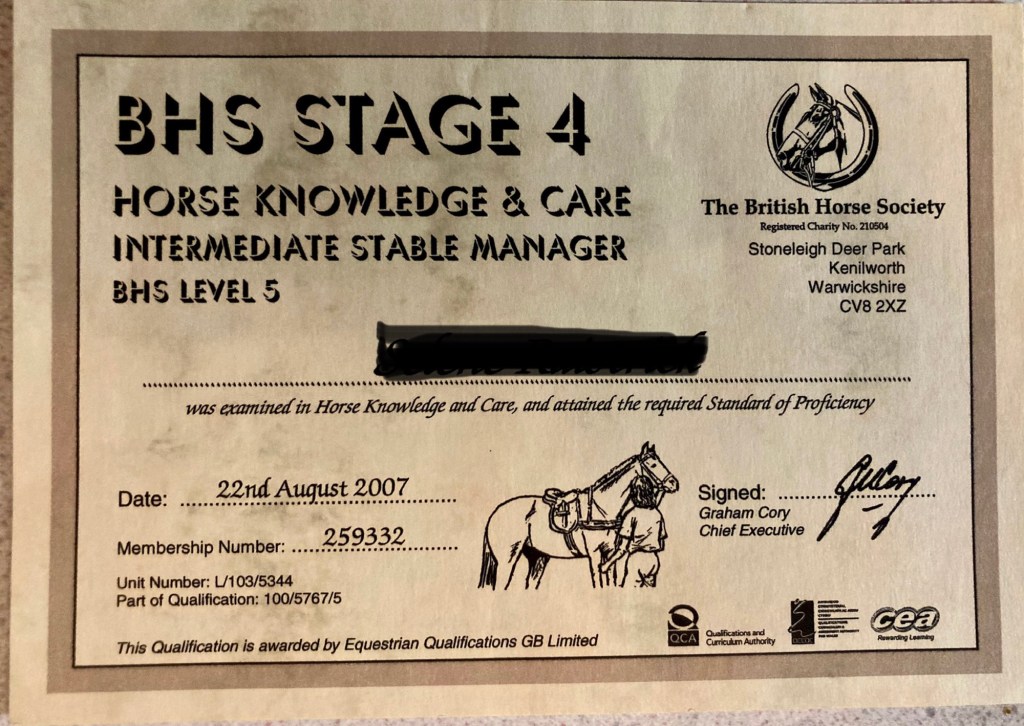 BHS STAGE 4
HORSE KNOWLEDGE & CARE
INTERMEDIATE STABLE MANAGER
BHS LEVEL 5
The British Horse Society
Registered Charity No. 210504
Stoneleigh Deer Park
Kenilworth
Warwickshire
CV8 2XZ
was examined in Horse Knowledge and Care, and attained the required Standard of Proficiency
Date: 22nd August 2007
Membership Number: 259332
Unit Number: L/103/5344
Part of Qualification: 100/5767/5
This Qualification is awarded by Equestrian Qualifications GB Limited
Signed:
Graham Cory
Chief Executive
QCA
Qualifications and
Curriculum Authority
cea
Rewarding Learning